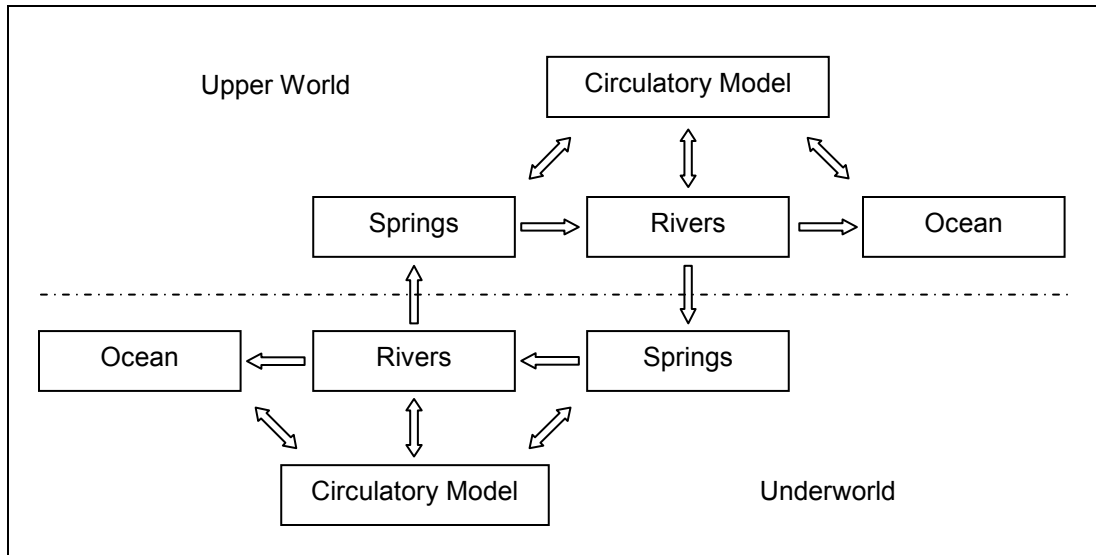 Upper World
Circulatory Model
Springs
Rivers
Ocean
Ocean
Rivers
Springs
Circulatory Model
Underworld